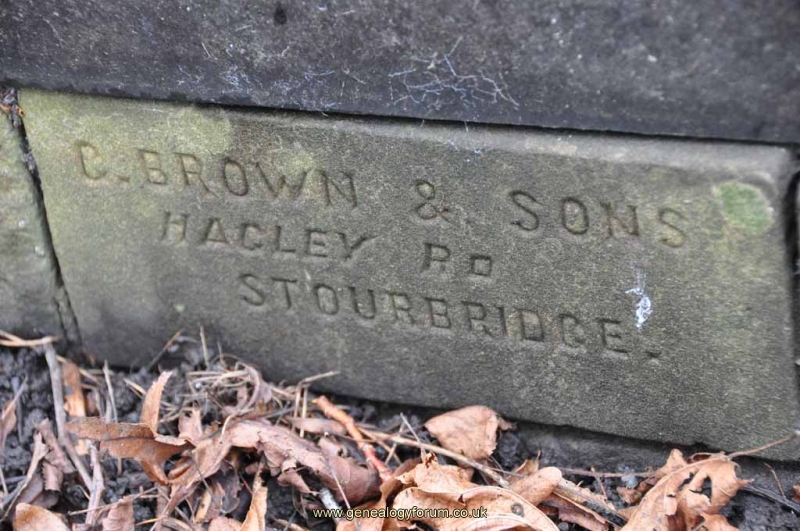 C. BROWN & SONS
HAGLEY RD
STOURBRIDGE.
www.genealogyforum.co.uk